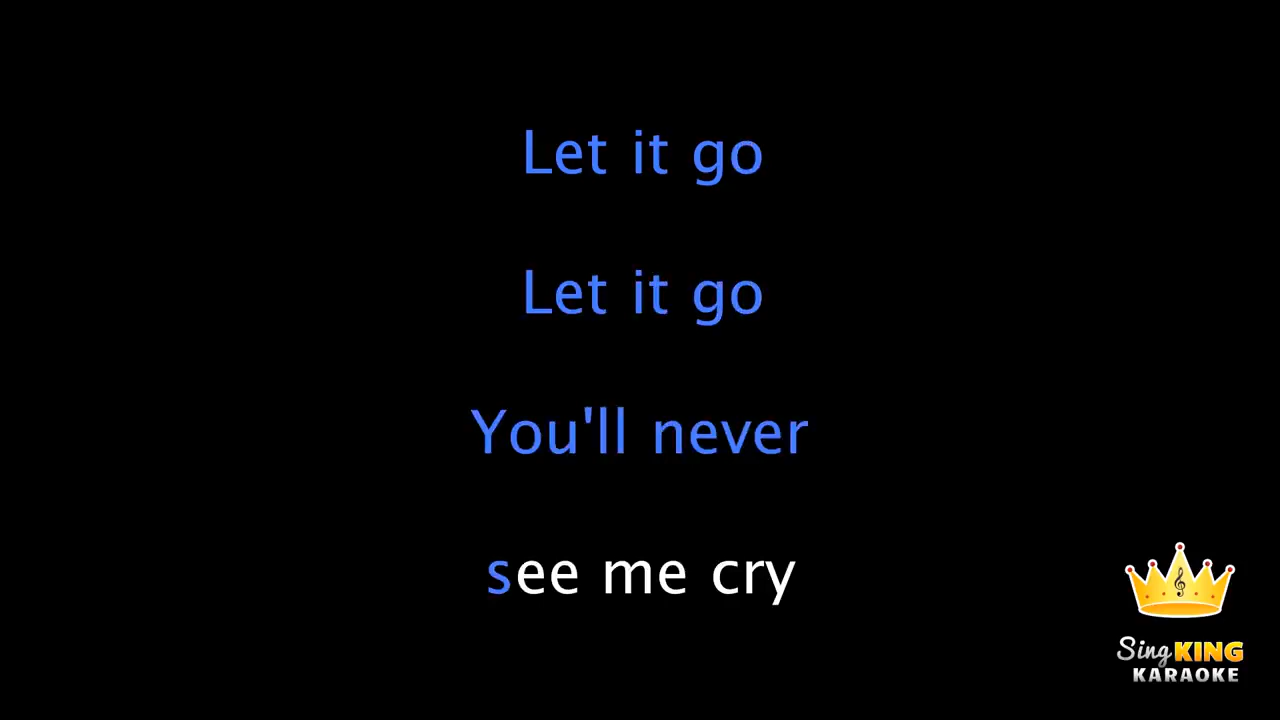 Let it go
Let it go
You'll never
see me cry
Sing KING
KARAOKE